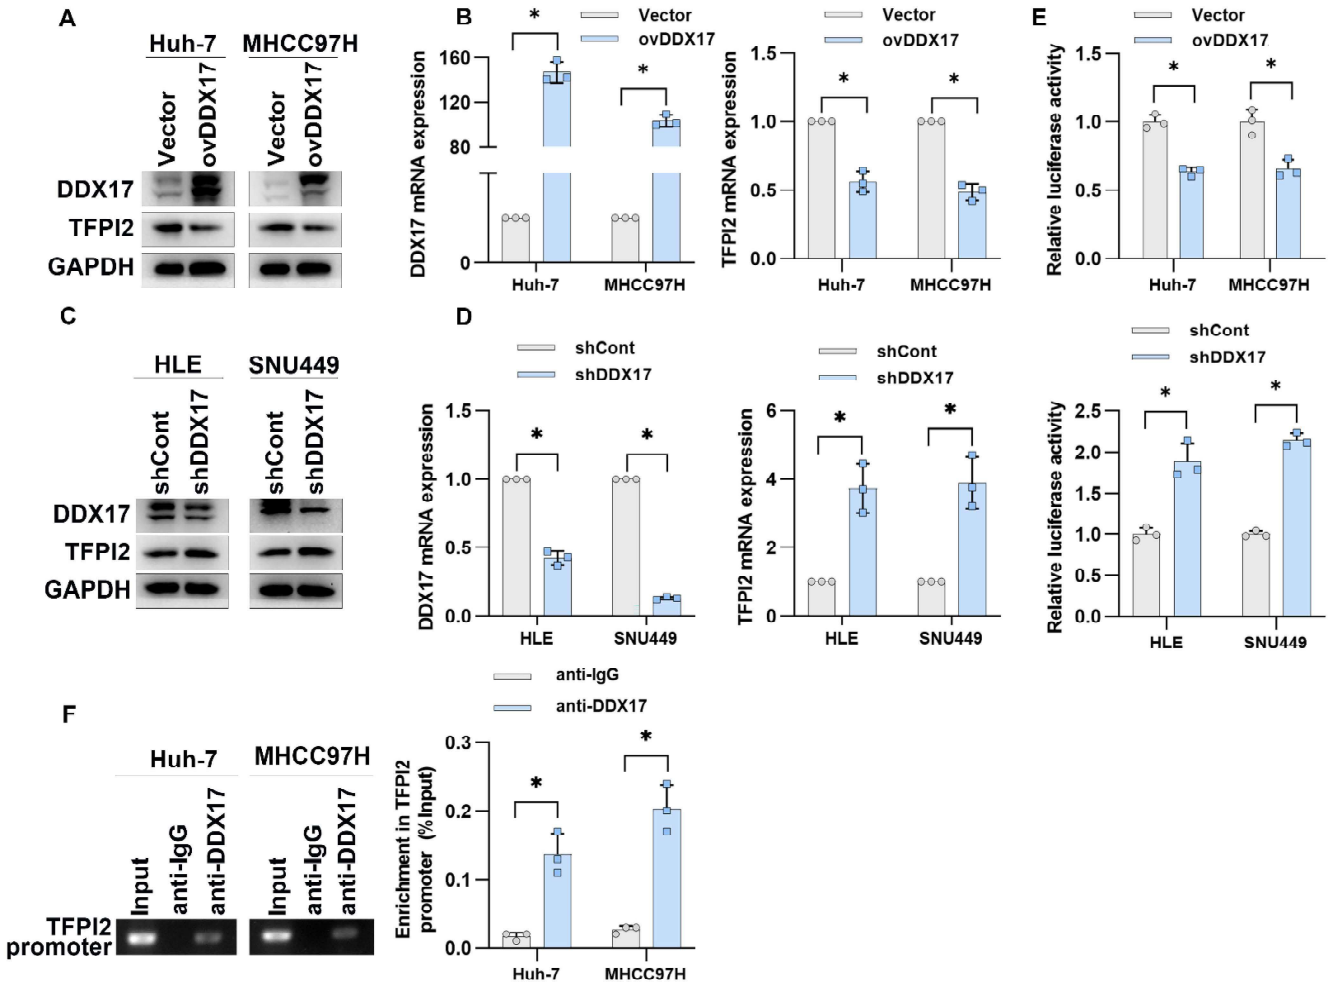 A
Huh-7 MHCC97H
Vector ovDDX17 Vector ovDDX17
DDX17
TFPI2
GAPDH
B
Vector
ovDDX17
DDX17 mRNA expression
160
120
80
0
*
*
Huh-7 MHCC97H
Vector
ovDDX17
TFPI2 mRNA expression
1.5
1.0
0.5
0.0
*
*
Huh-7 MHCC97H
E
Vector
ovDDX17
Relative luciferase activity
1.5
1.0
0.5
0.0
*
*
Huh-7 MHCC97H
C
HLE SNU449
shCont shDDX17 shCont shDDX17
DDX17
TFPI2
GAPDH
D
shCont
shDDX17
DDX17 mRNA expression
1.5
1.0
0.5
0.0
*
*
HLE SNU449
shCont
shDDX17
TFPI2 mRNA expression
6
4
2
0
*
*
HLE SNU449
shCont
shDDX17
Relative luciferase activity
2.5
2.0
1.5
1.0
0.5
0.0
*
*
HLE SNU449
F
Huh-7 MHCC97H
Input anti-IgG anti-DDX17 Input anti-IgG anti-DDX17
TFPI2
promoter
anti-IgG
anti-DDX17
Enrichment in TFPI2
promoter (%Input)
0.3
0.2
0.1
0.0
*
*
Huh-7 MHCC97H